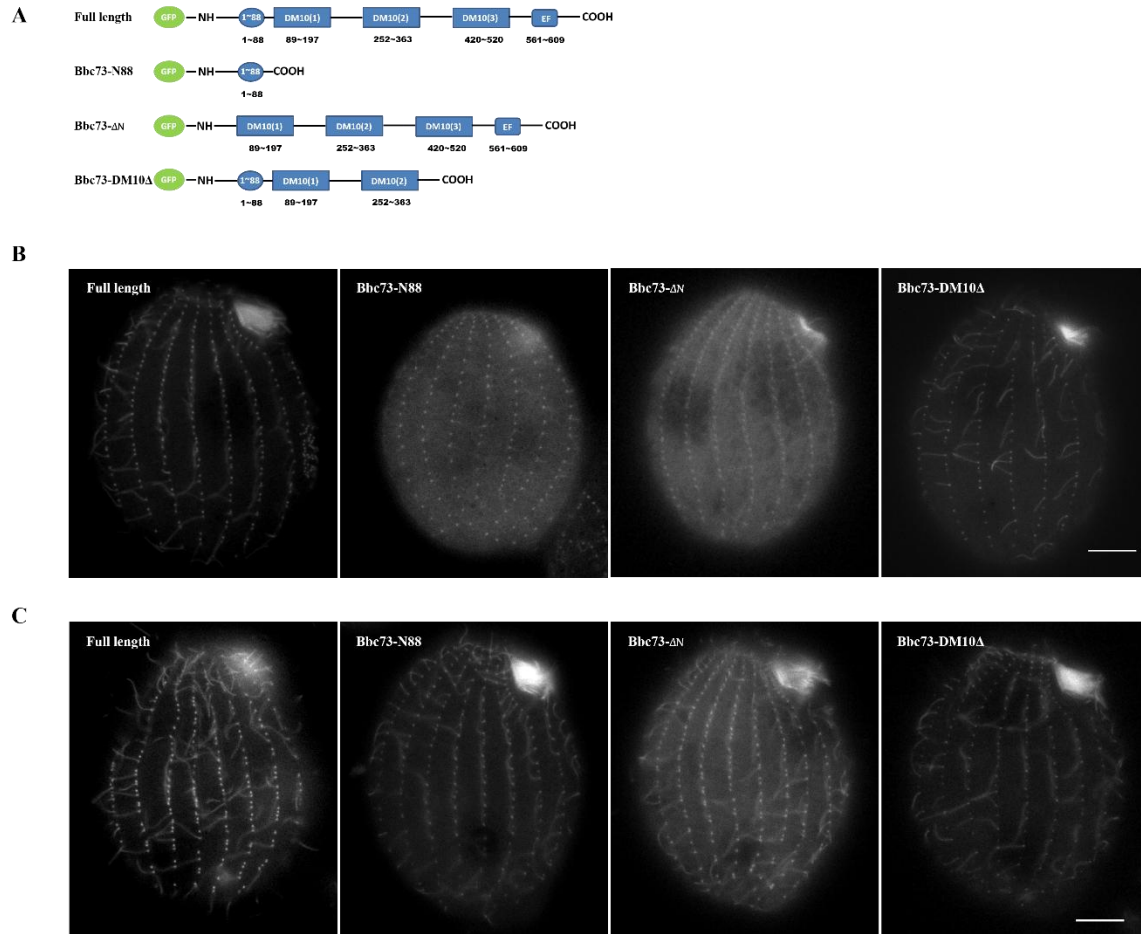 A
Full length GFP NH 1~88 DM10(1) DM10(2) DM10(3) EF COOH
1~88 89~197 252~363 420~520 561~609
Bbc73-N88 GFP NH 1~88 COOH
1~88
Bbc73-ΔN GFP NH DM10(1) DM10(2) DM10(3) EF COOH
89~197 252~363 420~520 561~609
Bbc73-DM10Δ GFP NH 1~88 DM10(1) DM10(2) COOH
1~88 89~197 252~363
B
Full length Bbc73-N88 Bbc73-ΔN Bbc73-DM10Δ
C
Full length Bbc73-N88 Bbc73-ΔN Bbc73-DM10Δ